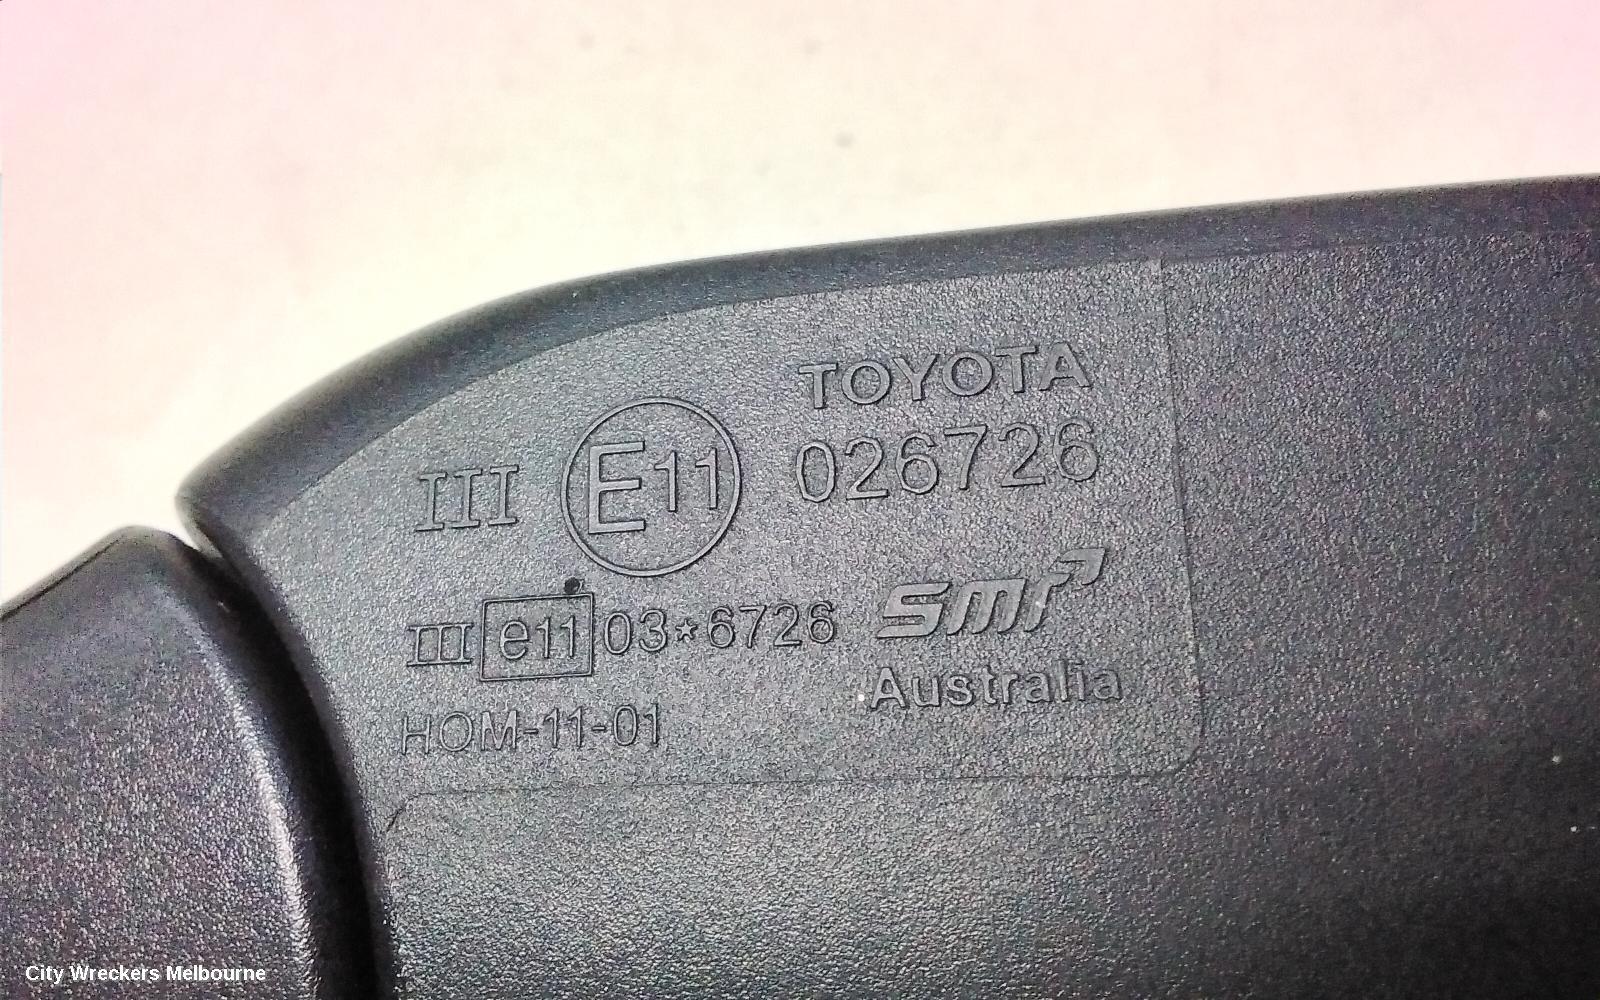 TOYOTA
III E11 026726
smr
III e11 03*6726
Australia
HOM-11-01
City Wreckers Melbourne